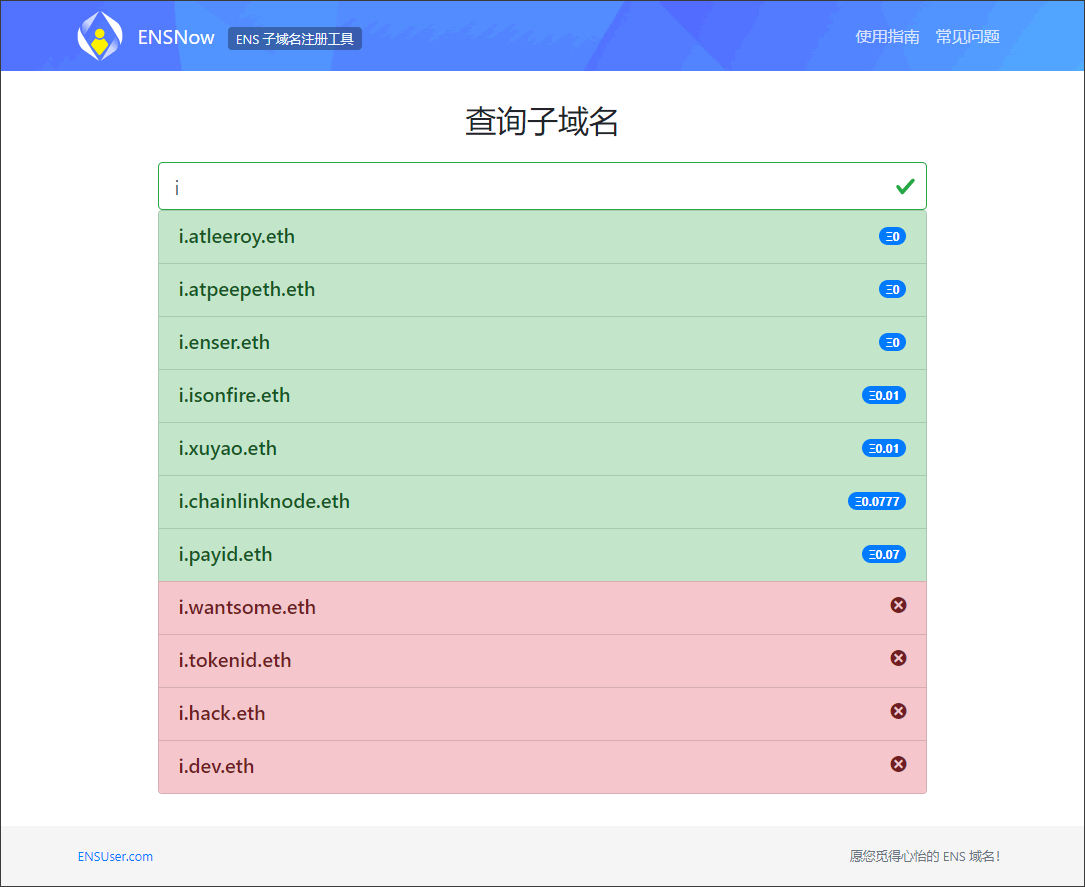 ENSNow ENS 子域名注册工具 使用指南 常见问题
查询子域名
i
i.atleeroy.eth Ξ0
i.atpeepeth.eth Ξ0
i.enser.eth Ξ0
i.isonfire.eth Ξ0.01
i.xuyao.eth Ξ0.01
i.chainlinknode.eth Ξ0.0777
i.payid.eth Ξ0.07
i.wantsome.eth
i.tokenid.eth
i.hack.eth
i.dev.eth
ENSUser.com 愿您觅得心怡的 ENS 域名!